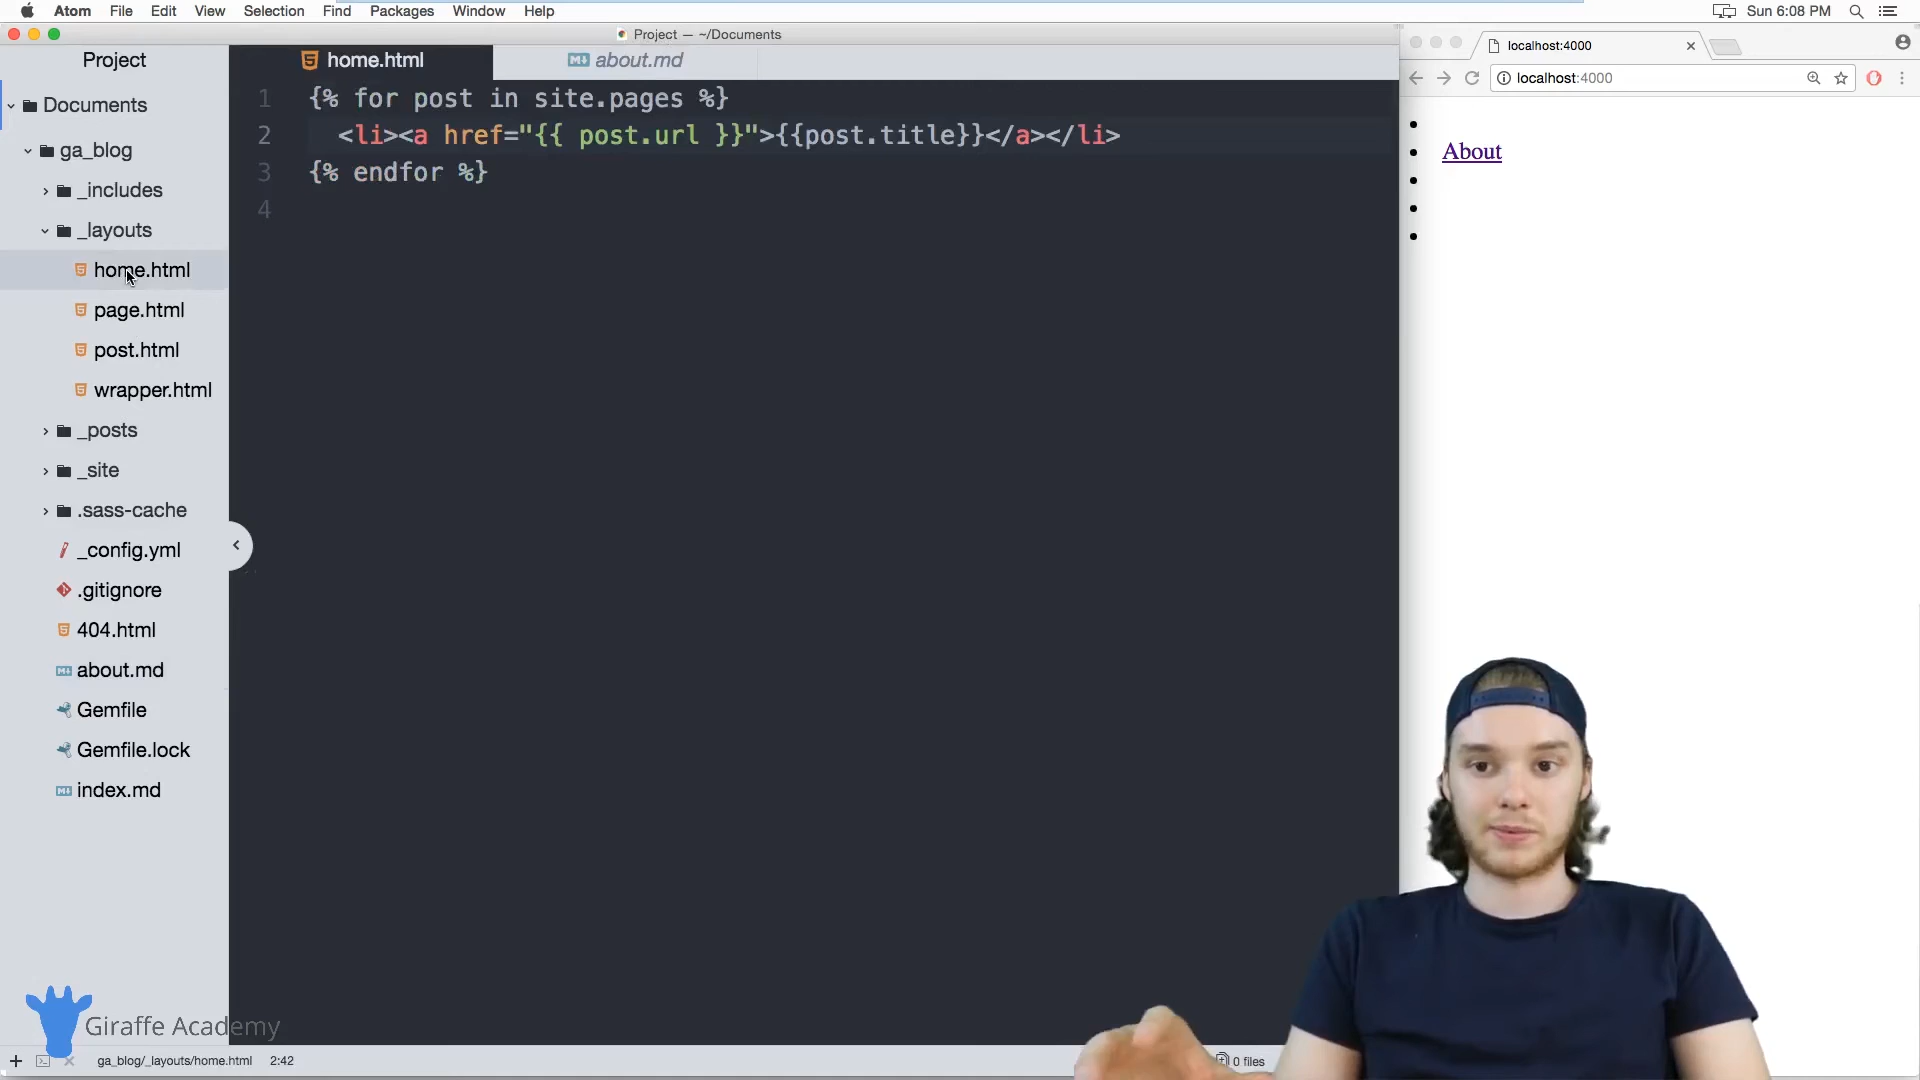 Atom File Edit View Selection Find Packages Window Help Sun 6:08 PM
Project — ~/Documents
Project
Documents
ga_blog
_includes
_layouts
home.html
page.html
post.html
wrapper.html
_posts
_site
.sass-cache
_config.yml
.gitignore
404.html
about.md
Gemfile
Gemfile.lock
index.md
home.html
about.md
1 {% for post in site.pages %}
2 <li><a href="{{ post.url }}">{{post.title}}</a></li>
3 {% endfor %}
4
localhost:4000
localhost:4000
About
Giraffe Academy
ga_blog/_layouts/home.html 2:42
0 files